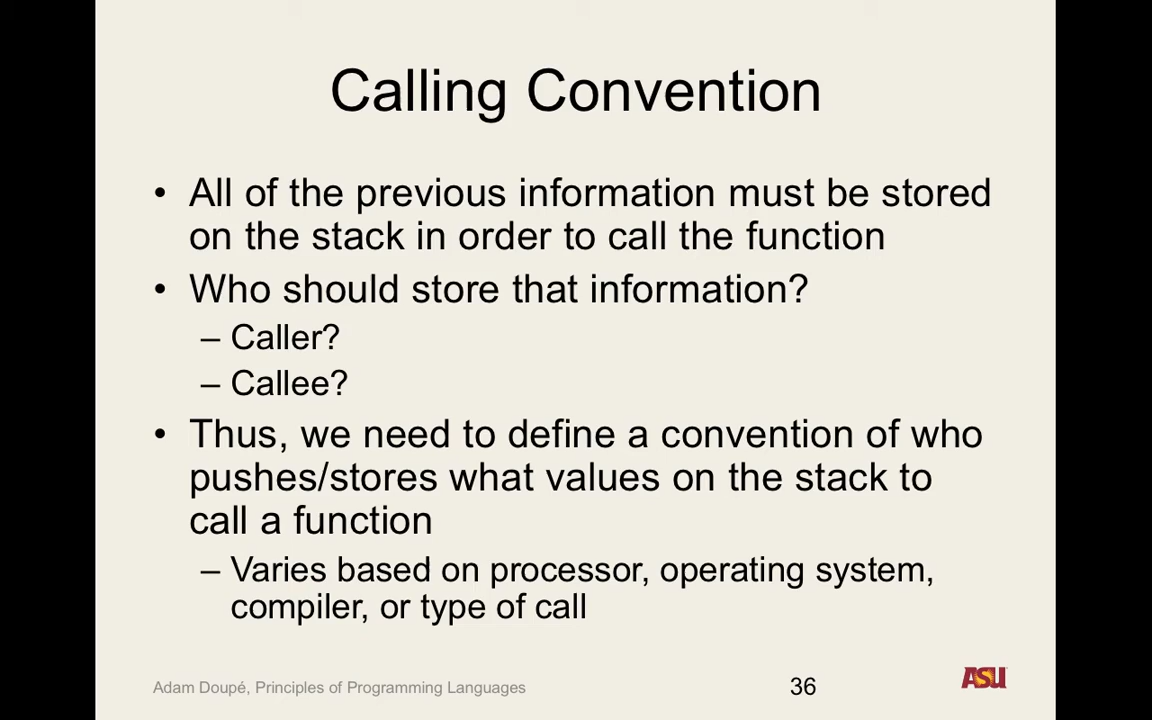 Calling Convention
• All of the previous information must be stored
on the stack in order to call the function
• Who should store that information?
– Caller?
– Callee?
• Thus, we need to define a convention of who
pushes/stores what values on the stack to
call a function
– Varies based on processor, operating system,
compiler, or type of call
Adam Doupé, Principles of Programming Languages
36
ASU